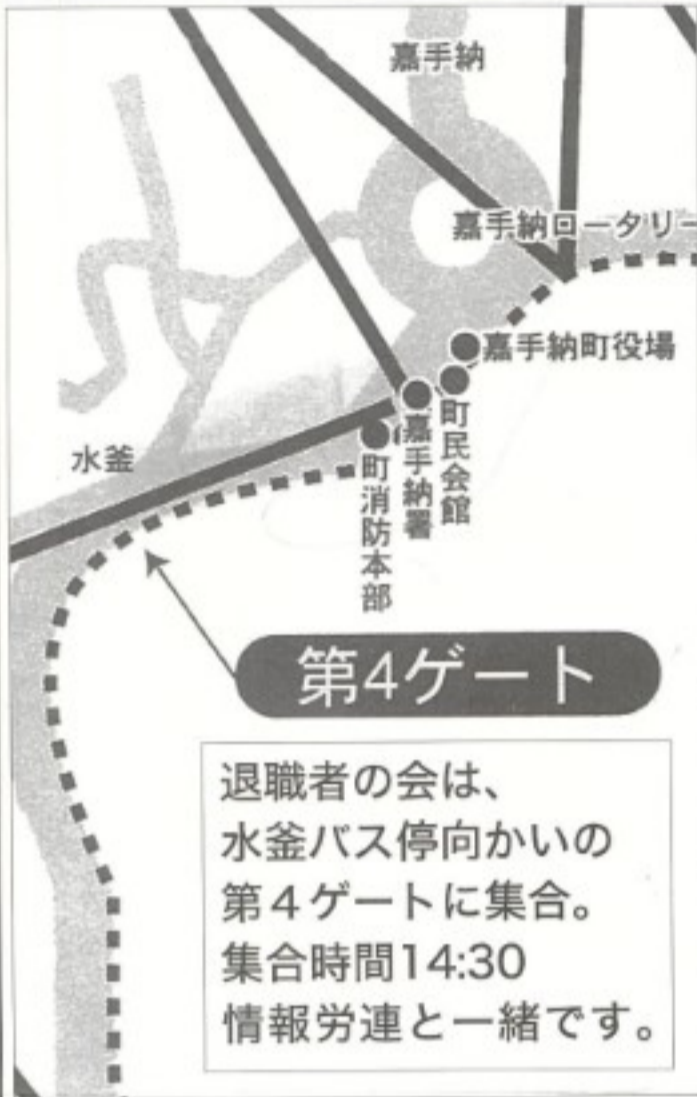 嘉手納
嘉手納ロータリー
嘉手納町役場
町民会館
嘉手納署
町消防本部
水釜
第4ゲート
退職者の会は、
水釜バス停向かいの
第4ゲートに集合。
集合時間14:30
情報労連と一緒です。